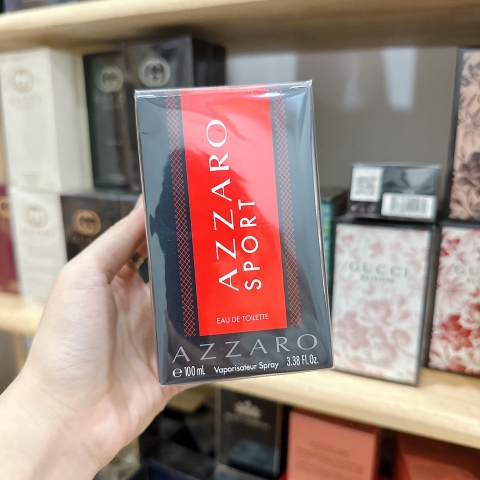 AZZARO
SPORT
EAU DE TOILETTE
AZZARO
e 100 mL Vaporisateur Spray 3.38 Fl. Oz.
GUCCI